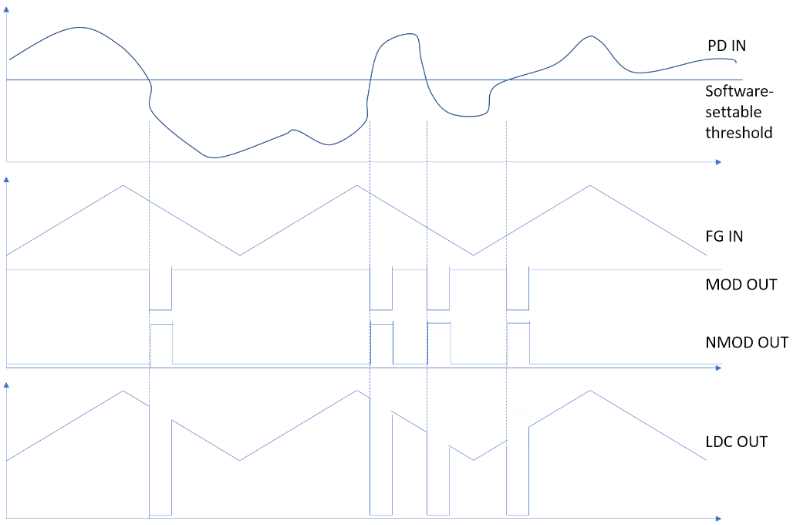 PD IN
Software-
settable
threshold
FG IN
MOD OUT
NMOD OUT
LDC OUT